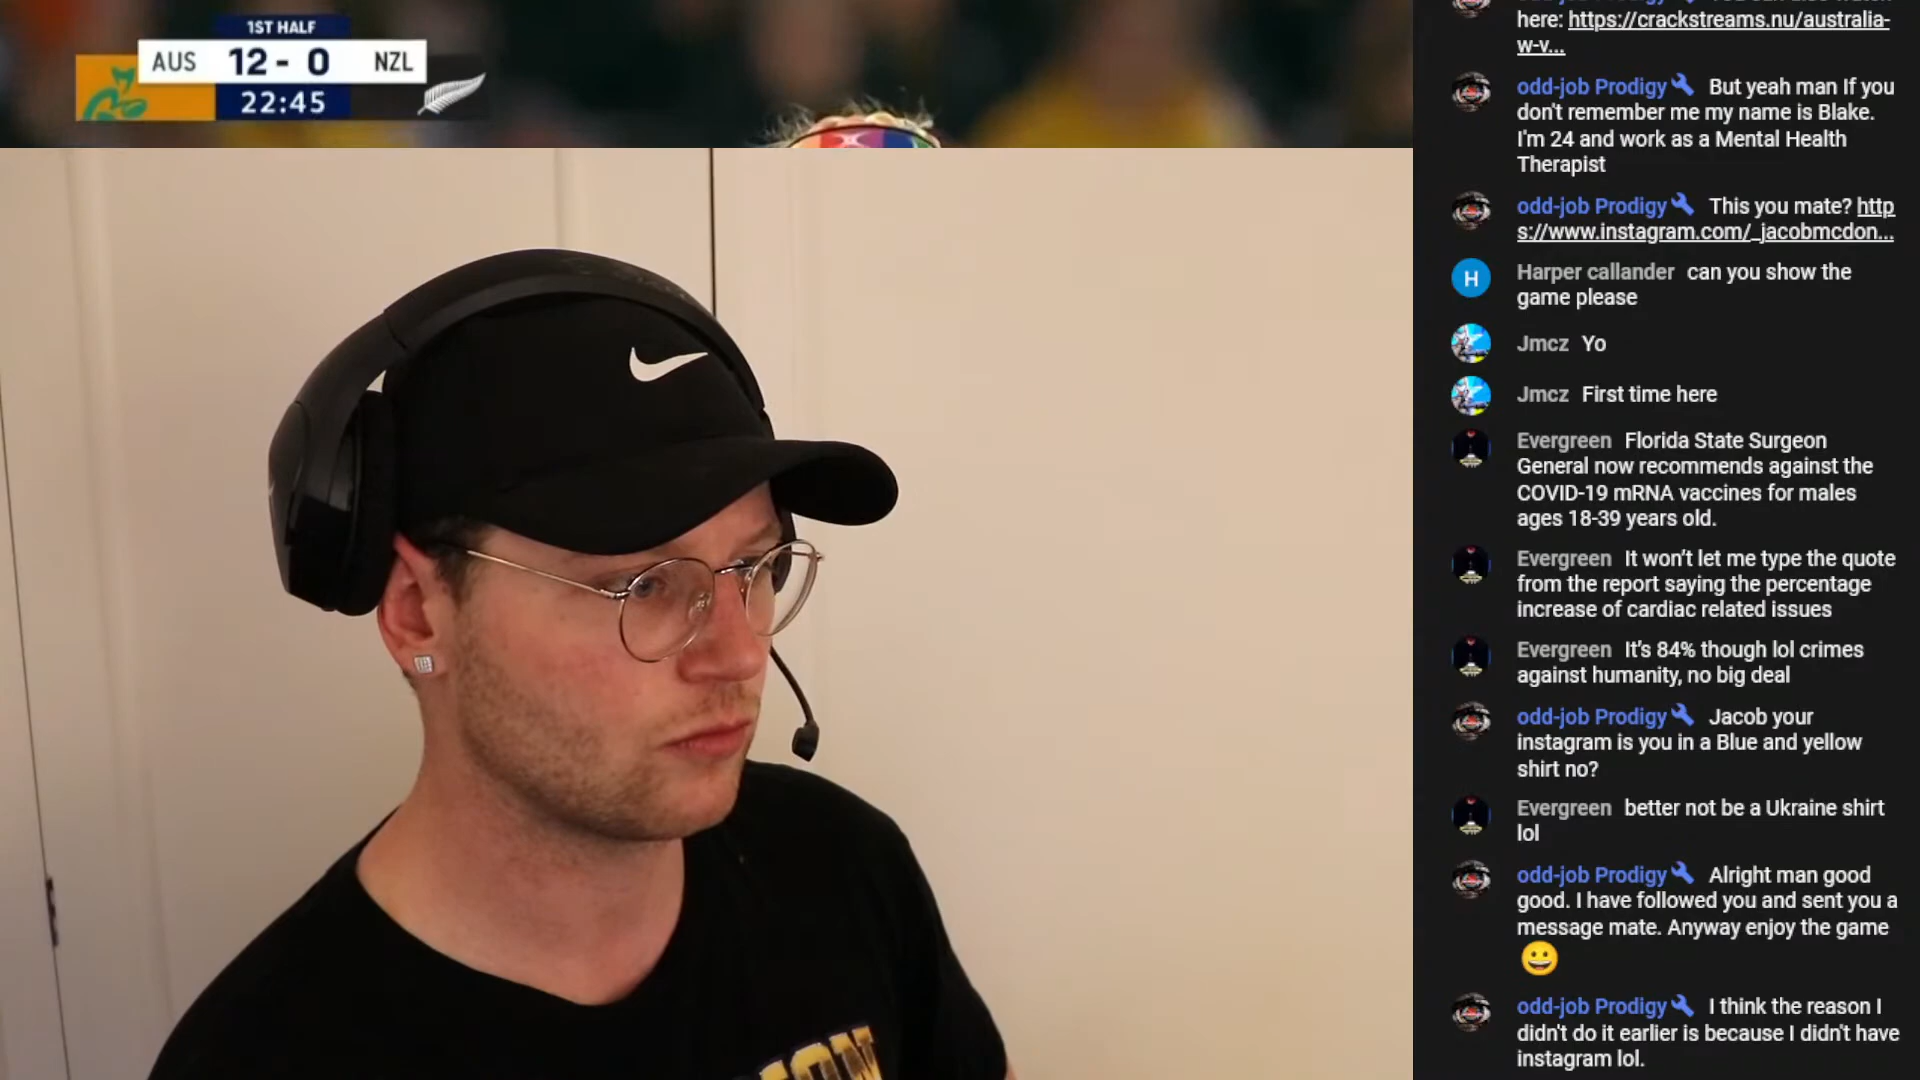 1ST HALF
AUS 12 - 0 NZL
22:45
here: https://crackstreams.nu/australia-
w-v...
odd-job Prodigy But yeah man If you
don't remember me my name is Blake.
I'm 24 and work as a Mental Health
Therapist
odd-job Prodigy This you mate? http
s://www.instagram.com/_jacobmcdon...
H Harper callander can you show the
game please
Jmcz Yo
Jmcz First time here
Evergreen Florida State Surgeon
General now recommends against the
COVID-19 mRNA vaccines for males
ages 18-39 years old.
Evergreen It won’t let me type the quote
from the report saying the percentage
increase of cardiac related issues
Evergreen It’s 84% though lol crimes
against humanity, no big deal
odd-job Prodigy Jacob your
instagram is you in a Blue and yellow
shirt no?
Evergreen better not be a Ukraine shirt
lol
odd-job Prodigy Alright man good
good. I have followed you and sent you a
message mate. Anyway enjoy the game
😀
odd-job Prodigy I think the reason I
didn't do it earlier is because I didn't have
instagram lol.